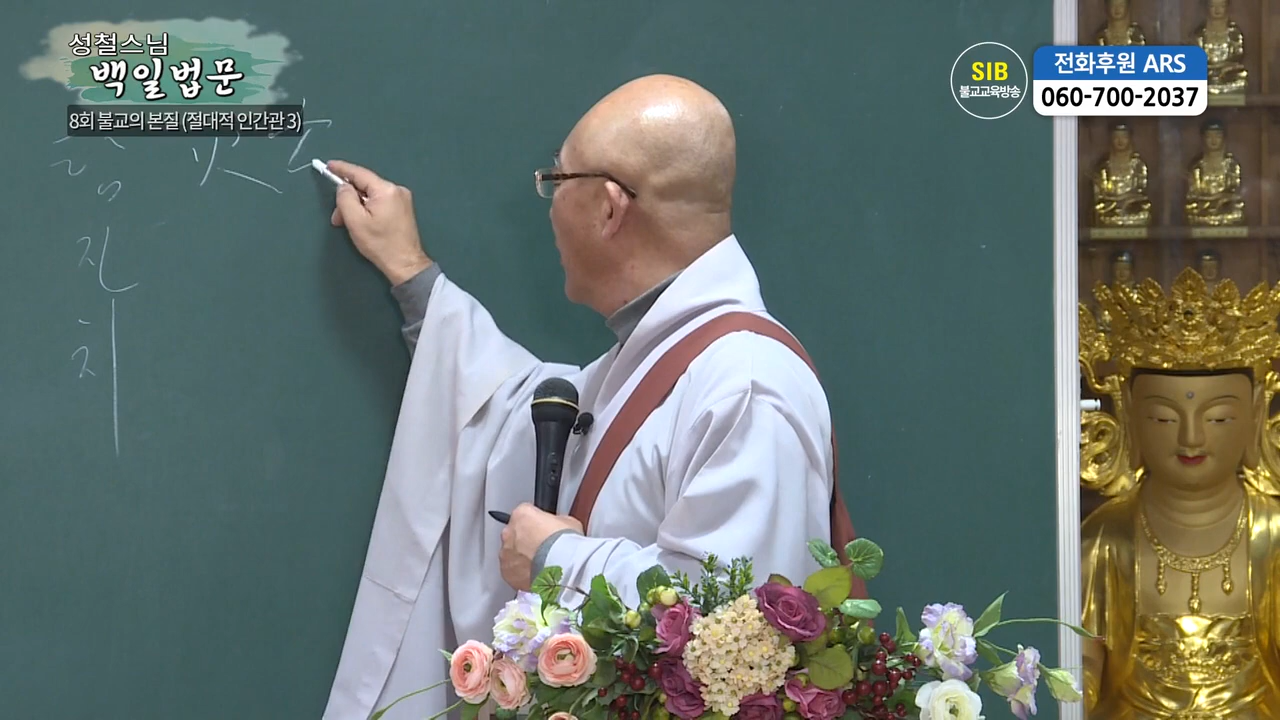 성철스님
백일법문
8회 불교의 본질 (절대적 인간관 3)
SIB
불교교육방송
전화후원 ARS
060-700-2037